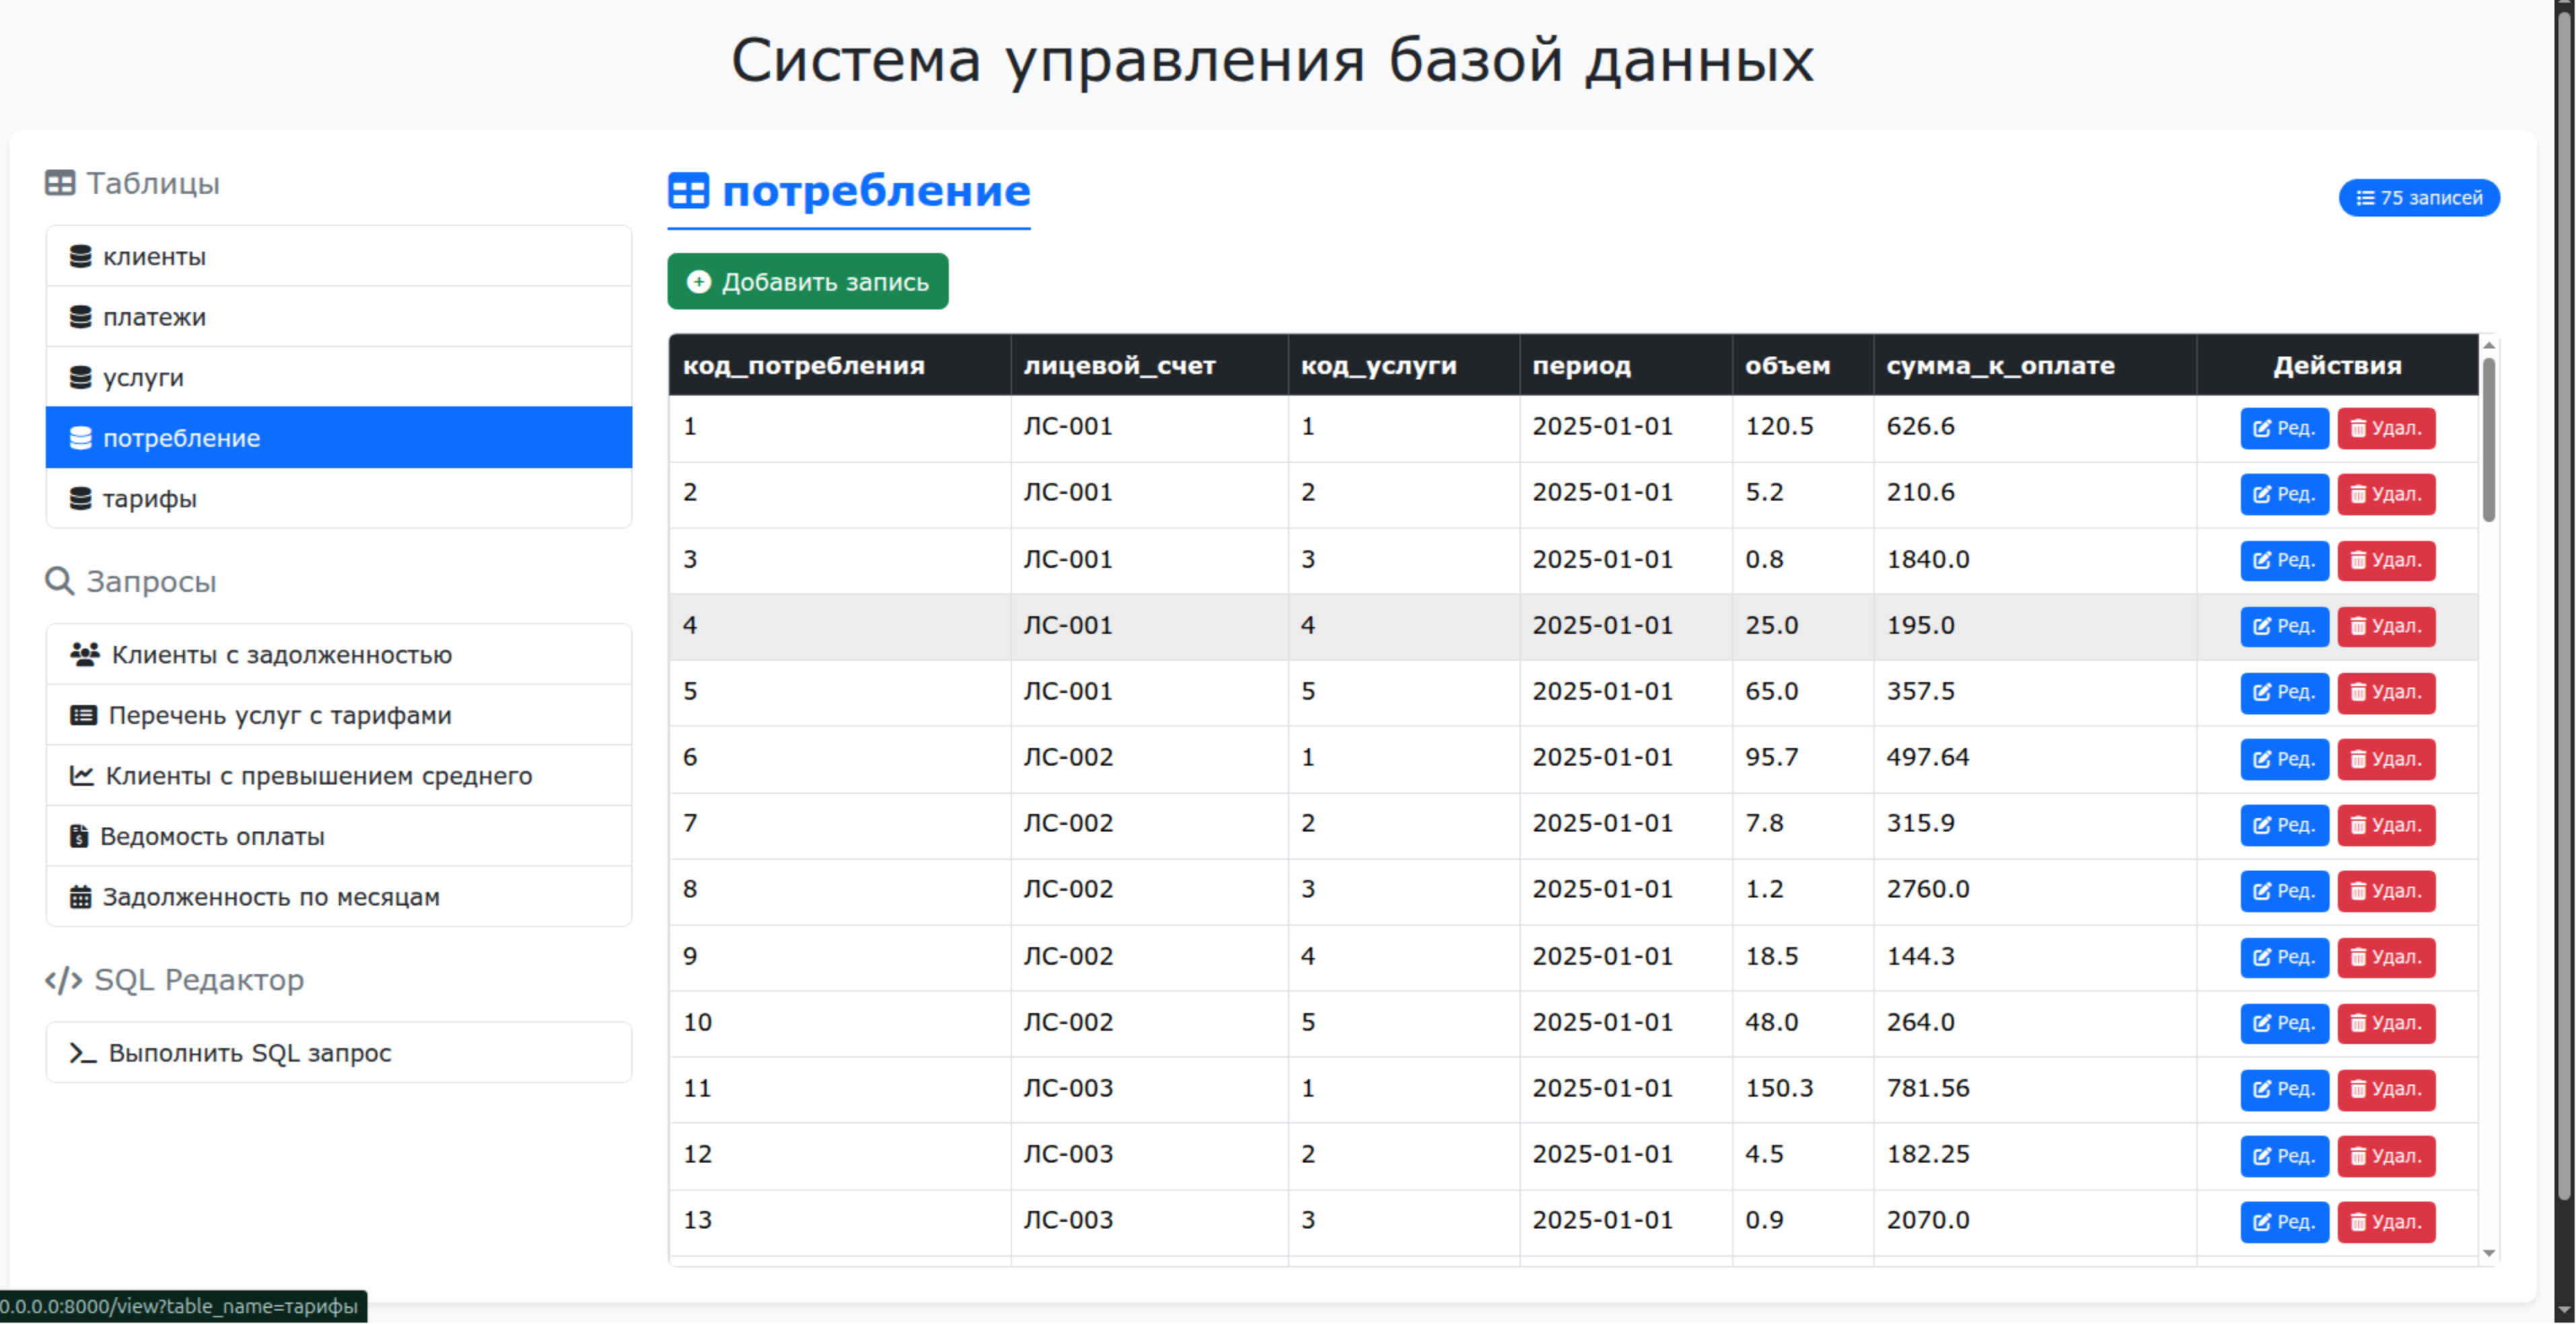 Система управления базой данных
Таблицы
клиенты
платежи
услуги
потребление
тарифы
Запросы
Клиенты с задолженностью
Перечень услуг с тарифами
Клиенты с превышением среднего
Ведомость оплаты
Задолженность по месяцам
SQL Редактор
Выполнить SQL запрос
потребление
75 записей
Добавить запись
код_потребления лицевой_счет код_услуги период объем сумма_к_оплате Действия
1 ЛС-001 1 2025-01-01 120.5 626.6 Ред. Удал.
2 ЛС-001 2 2025-01-01 5.2 210.6 Ред. Удал.
3 ЛС-001 3 2025-01-01 0.8 1840.0 Ред. Удал.
4 ЛС-001 4 2025-01-01 25.0 195.0 Ред. Удал.
5 ЛС-001 5 2025-01-01 65.0 357.5 Ред. Удал.
6 ЛС-002 1 2025-01-01 95.7 497.64 Ред. Удал.
7 ЛС-002 2 2025-01-01 7.8 315.9 Ред. Удал.
8 ЛС-002 3 2025-01-01 1.2 2760.0 Ред. Удал.
9 ЛС-002 4 2025-01-01 18.5 144.3 Ред. Удал.
10 ЛС-002 5 2025-01-01 48.0 264.0 Ред. Удал.
11 ЛС-003 1 2025-01-01 150.3 781.56 Ред. Удал.
12 ЛС-003 2 2025-01-01 4.5 182.25 Ред. Удал.
13 ЛС-003 3 2025-01-01 0.9 2070.0 Ред. Удал.
0.0.0.0:8000/view?table_name=тарифы